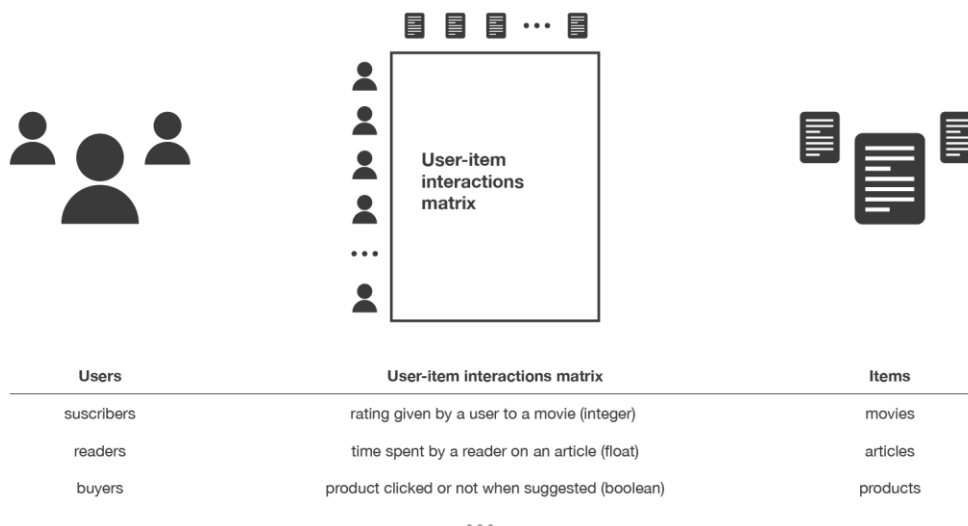 User-item
interactions
matrix
Users User-item interactions matrix Items
suscribers rating given by a user to a movie (integer) movies
readers time spent by a reader on an article (float) articles
buyers product clicked or not when suggested (boolean) products